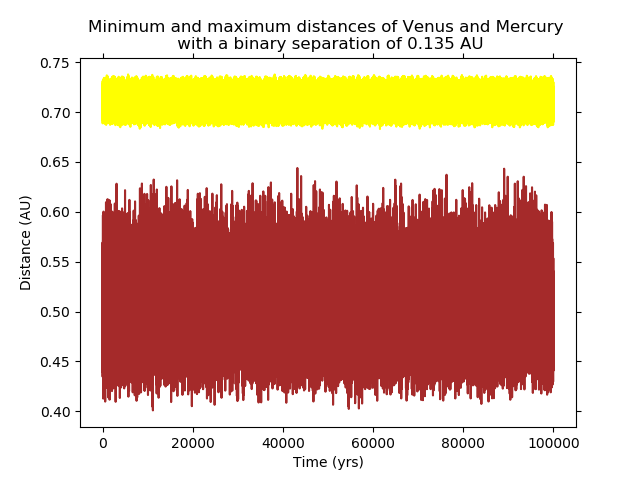 Minimum and maximum distances of Venus and Mercury
with a binary separation of 0.135 AU
0.75
0.70
0.65
0.60
0.55
0.50
0.45
0.40
Distance (AU)
0 20000 40000 60000 80000 100000
Time (yrs)